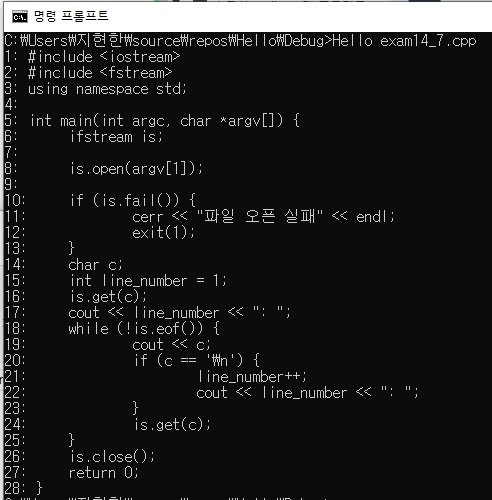 명령 프롬프트
C:₩Users₩지현한₩source₩repos₩Hello₩Debug>Hello exam14_7.cpp
1: #include <iostream>
2: #include <fstream>
3: using namespace std;
4:
5: int main(int argc, char *argv[]) {
6:      ifstream is;
7:
8:      is.open(argv[1]);
9:
10:     if (is.fail()) {
11:             cerr << "파일 오픈 실패" << endl;
12:             exit(1);
13:     }
14:     char c;
15:     int line_number = 1;
16:     is.get(c);
17:     cout << line_number << ": ";
18:     while (!is.eof()) {
19:             cout << c;
20:             if (c == '₩n') {
21:                     line_number++;
22:                     cout << line_number << ": ";
23:             }
24:             is.get(c);
25:     }
26:     is.close();
27:     return 0;
28: }